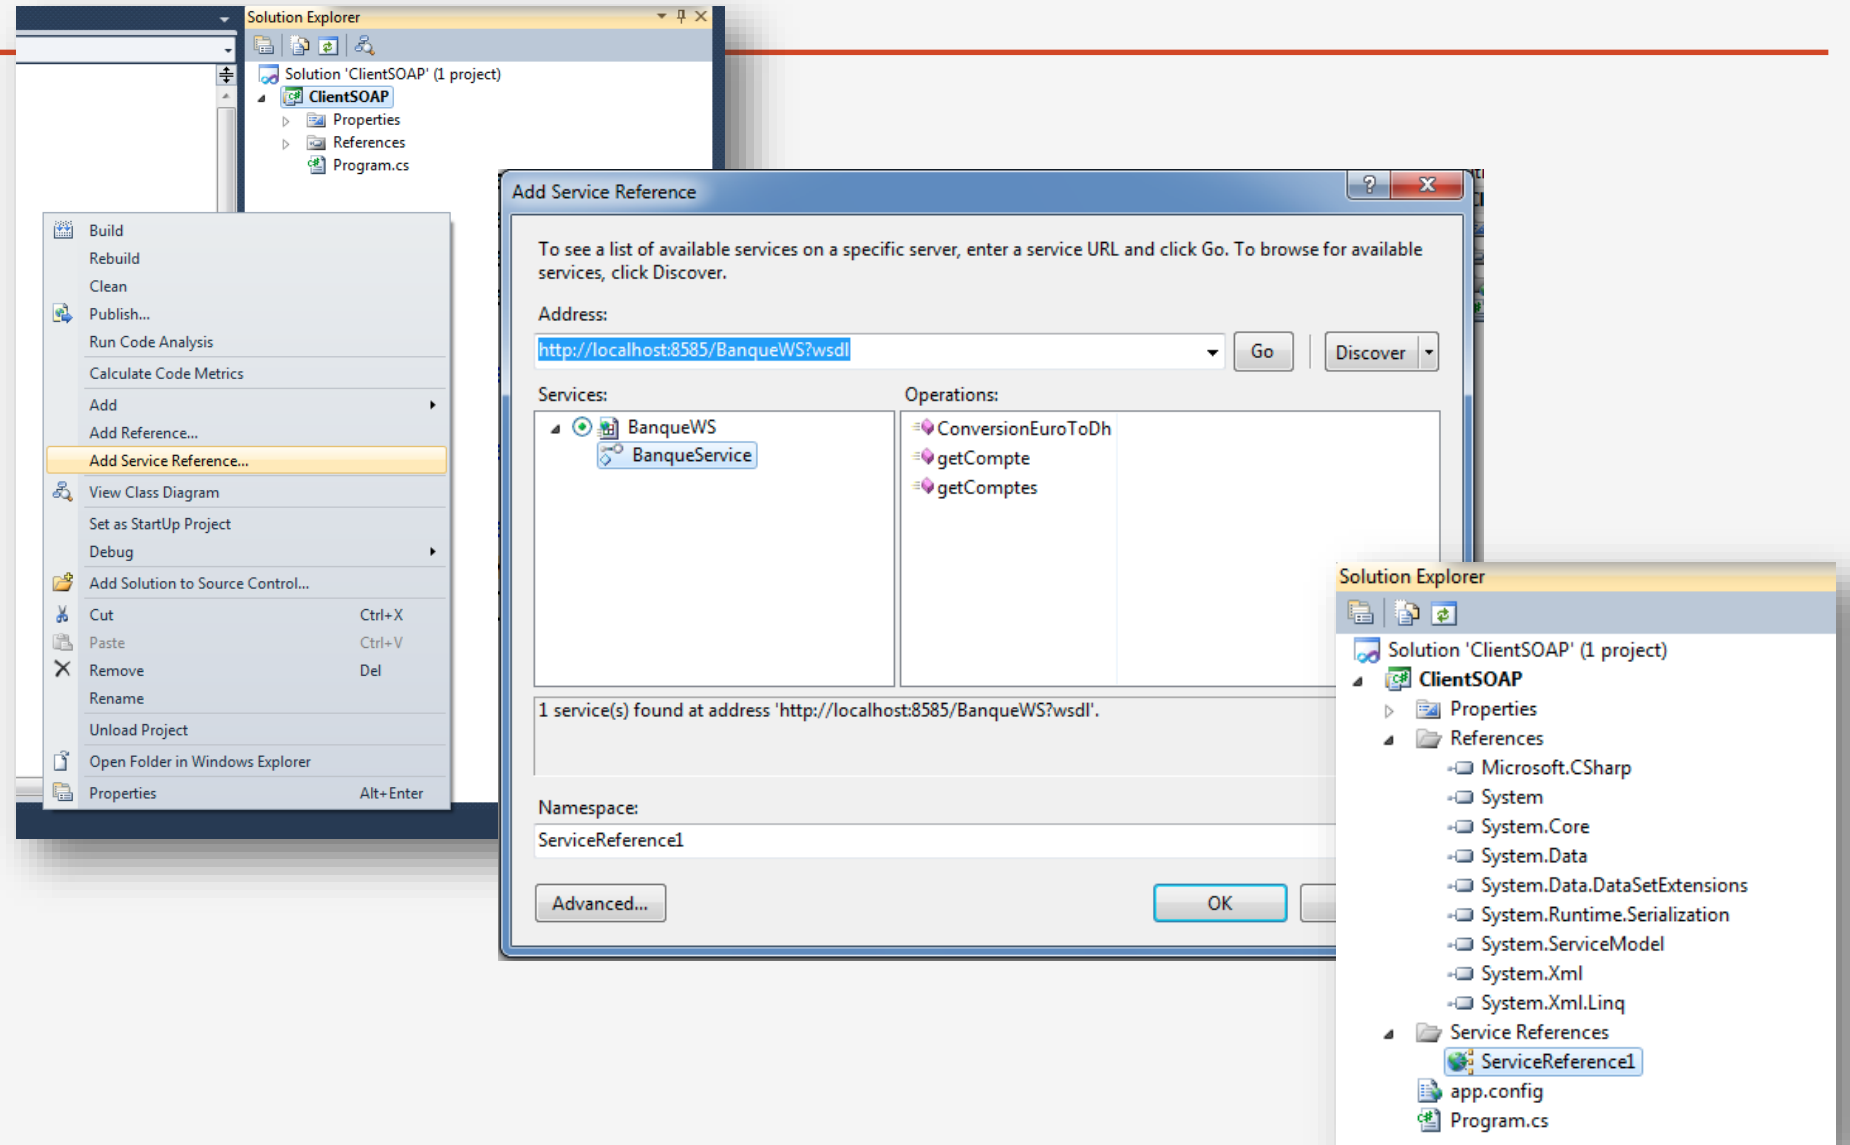 Solution Explorer
Solution 'ClientSOAP' (1 project)
ClientSOAP
Properties
References
Program.cs
Build
Rebuild
Clean
Publish...
Run Code Analysis
Calculate Code Metrics
Add
Add Reference...
Add Service Reference...
View Class Diagram
Set as StartUp Project
Debug
Add Solution to Source Control...
Cut Ctrl+X
Paste Ctrl+V
Remove Del
Rename
Unload Project
Open Folder in Windows Explorer
Properties Alt+Enter
Add Service Reference
To see a list of available services on a specific server, enter a service URL and click Go. To browse for available
services, click Discover.
Address:
http://localhost:8585/BanqueWS?wsdl
Go
Discover
Services:
BanqueWS
BanqueService
Operations:
ConversionEuroToDh
getCompte
getComptes
1 service(s) found at address 'http://localhost:8585/BanqueWS?wsdl'.
Namespace:
ServiceReference1
Advanced...
OK
Solution Explorer
Solution 'ClientSOAP' (1 project)
ClientSOAP
Properties
References
Microsoft.CSharp
System
System.Core
System.Data
System.Data.DataSetExtensions
System.Runtime.Serialization
System.ServiceModel
System.Xml
System.Xml.Linq
Service References
ServiceReference1
app.config
Program.cs